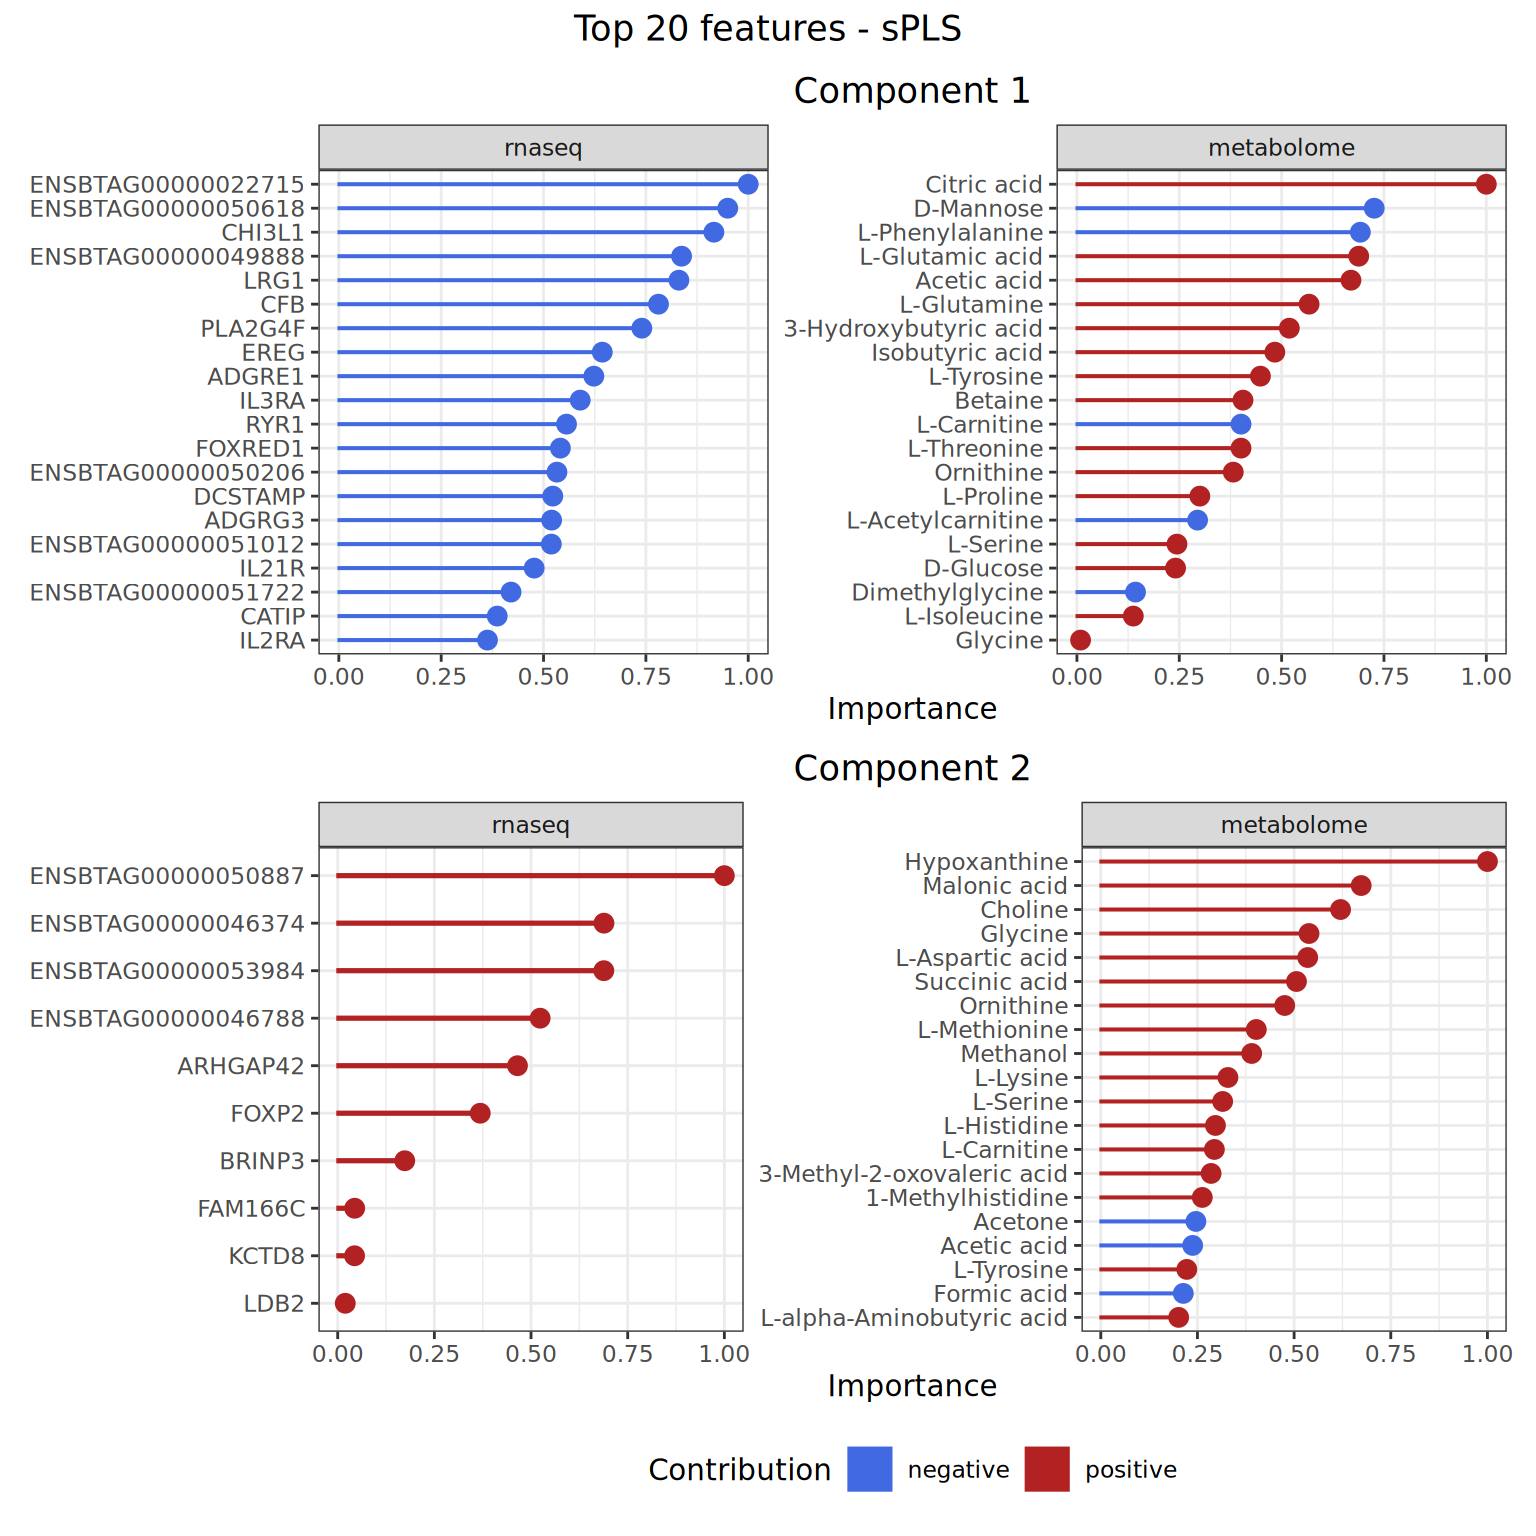 Top 20 features - sPLS
Component 1
rnaseq
ENSBTAG00000022715
ENSBTAG00000050618
CHI3L1
ENSBTAG00000049888
LRG1
CFB
PLA2G4F
EREG
ADGRE1
IL3RA
RYR1
FOXRED1
ENSBTAG00000050206
DCSTAMP
ADGRG3
ENSBTAG00000051012
IL21R
ENSBTAG00000051722
CATIP
IL2RA
0.00 0.25 0.50 0.75 1.00
metabolome
Citric acid
D-Mannose
L-Phenylalanine
L-Glutamic acid
Acetic acid
L-Glutamine
3-Hydroxybutyric acid
Isobutyric acid
L-Tyrosine
Betaine
L-Carnitine
L-Threonine
Ornithine
L-Proline
L-Acetylcarnitine
L-Serine
D-Glucose
Dimethylglycine
L-Isoleucine
Glycine
0.00 0.25 0.50 0.75 1.00
Importance
Component 2
rnaseq
ENSBTAG00000050887
ENSBTAG00000046374
ENSBTAG00000053984
ENSBTAG00000046788
ARHGAP42
FOXP2
BRINP3
FAM166C
KCTD8
LDB2
0.00 0.25 0.50 0.75 1.00
metabolome
Hypoxanthine
Malonic acid
Choline
Glycine
L-Aspartic acid
Succinic acid
Ornithine
L-Methionine
Methanol
L-Lysine
L-Serine
L-Histidine
L-Carnitine
3-Methyl-2-oxovaleric acid
1-Methylhistidine
Acetone
Acetic acid
L-Tyrosine
Formic acid
L-alpha-Aminobutyric acid
0.00 0.25 0.50 0.75 1.00
Importance
Contribution negative positive